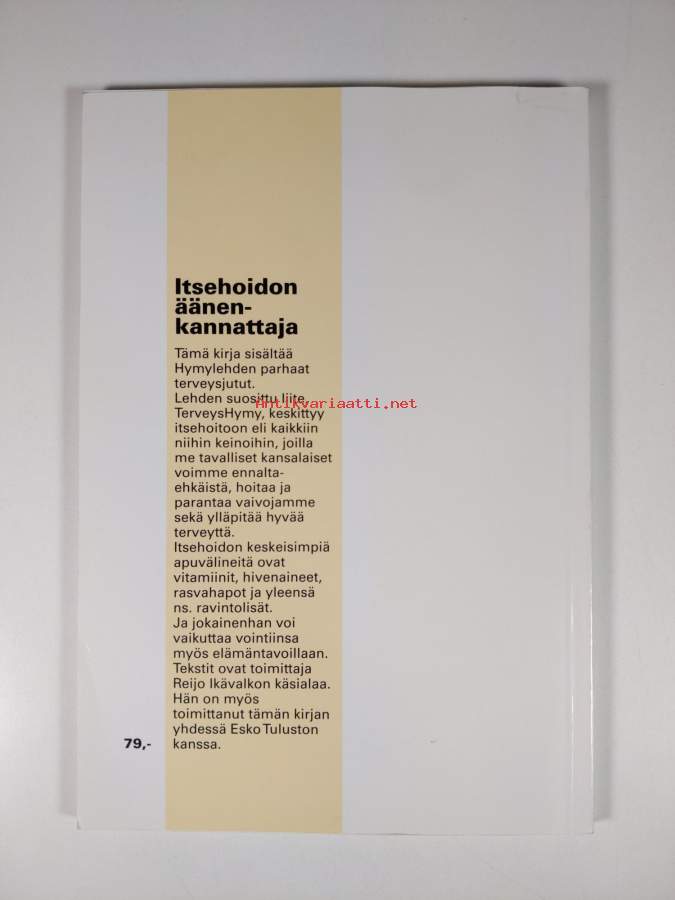 Itsehoidon
äänen-
kannattaja
Tämä kirja sisältää
Hymylehden parhaat
terveysjutut.
Lehden suosittu liite,
TerveysHymy, keskittyy
itsehoitoon eli kaikkiin
niihin keinoihin, joilla
me tavalliset kansalaiset
voimme ennalta-
ehkäistä, hoitaa ja
parantaa vaivojamme
sekä ylläpitää hyvää
terveyttä.
Itsehoidon keskeisimpiä
apuvälineitä ovat
vitamiinit, hivenaineet,
rasvahapot ja yleensä
ns. ravintolisät.
Ja jokainenhan voi
vaikuttaa vointiinsa
myös elämäntavoillaan.
Tekstit ovat toimittaja
Reijo Ikävalkon käsialaa.
Hän on myös
toimittanut tämän kirjan
yhdessä Esko Tuluston
kanssa.
79,-
Antikvariaatti.net